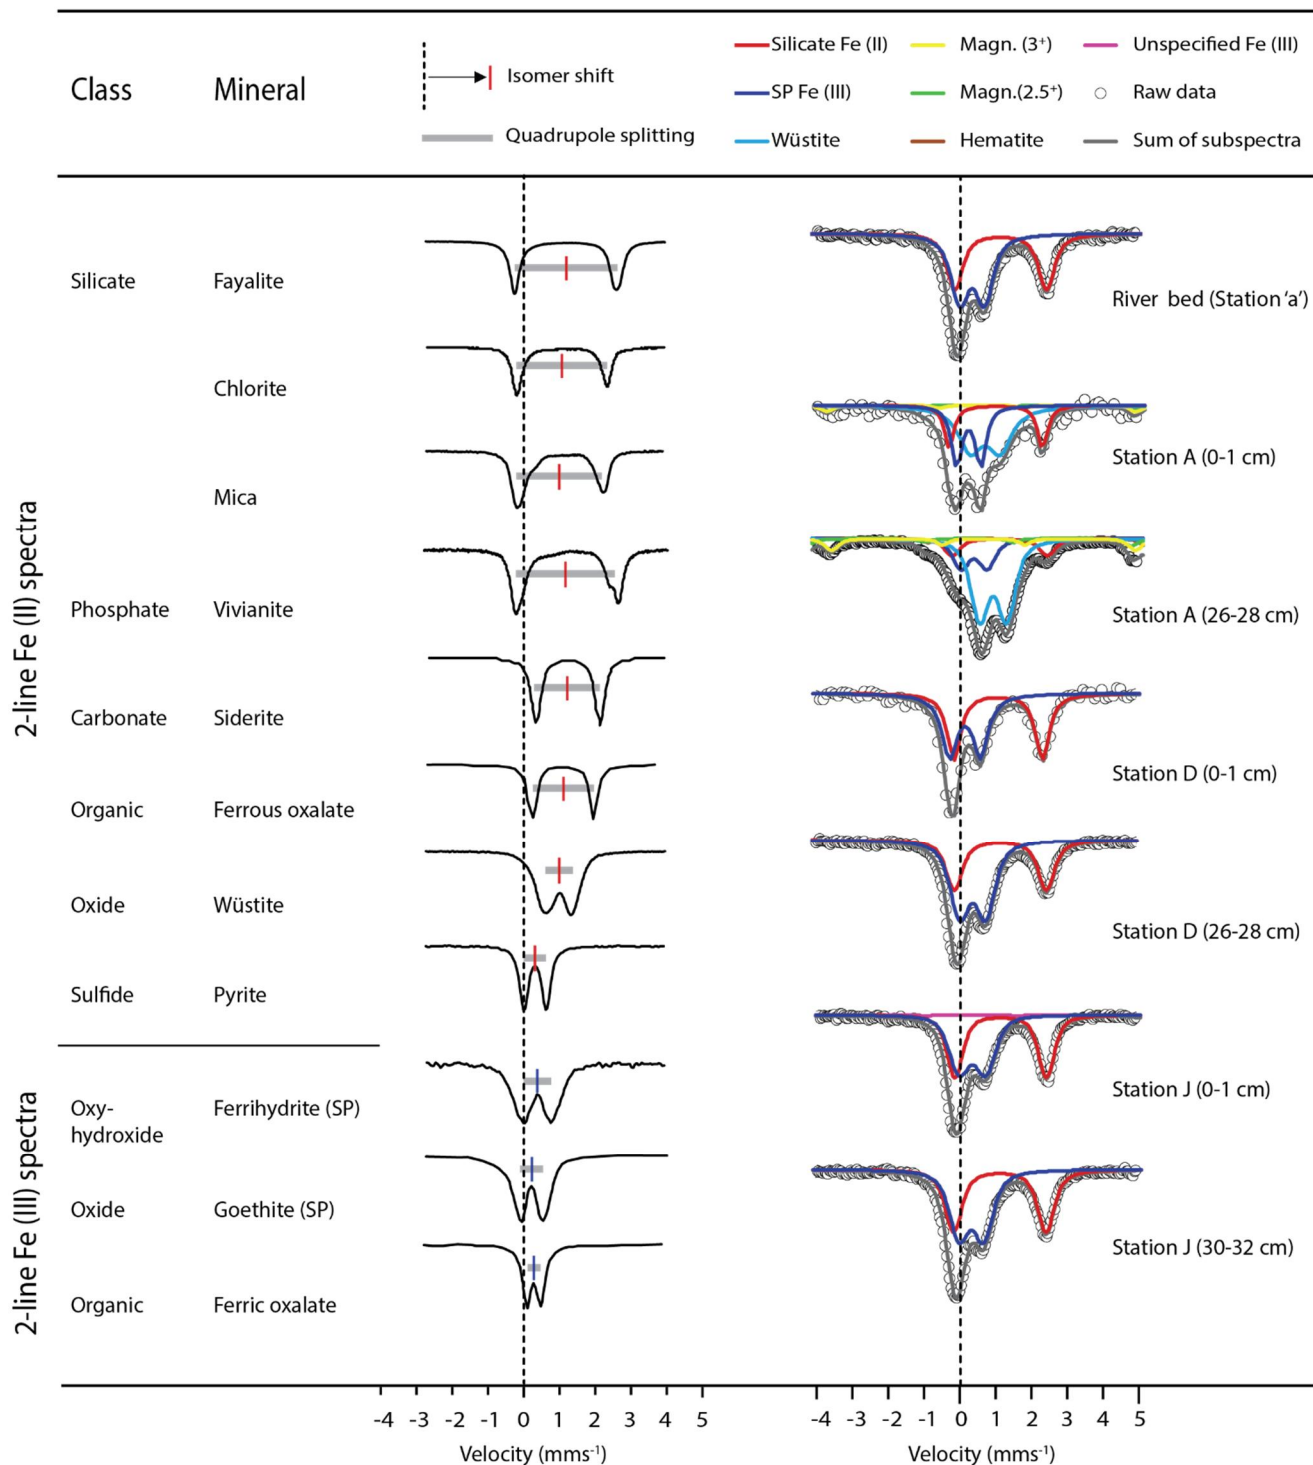 Class
Mineral
Isomer shift
Quadrupole splitting
Silicate Fe (II)
Magn. (3⁺)
Unspecified Fe (III)
SP Fe (III)
Magn.(2.5⁺)
Raw data
Wüstite
Hematite
Sum of subspectra
2-line Fe (II) spectra
Silicate
Fayalite
Chlorite
Mica
Phosphate
Vivianite
Carbonate
Siderite
Organic
Ferrous oxalate
Oxide
Wüstite
Sulfide
Pyrite
2-line Fe (III) spectra
Oxy-
hydroxide
Ferrihydrite (SP)
Oxide
Goethite (SP)
Organic
Ferric oxalate
-4 -3 -2 -1 0 1 2 3 4 5
Velocity (mms⁻¹)
River bed (Station ‘a’)
Station A (0-1 cm)
Station A (26-28 cm)
Station D (0-1 cm)
Station D (26-28 cm)
Station J (0-1 cm)
Station J (30-32 cm)
-4 -3 -2 -1 0 1 2 3 4 5
Velocity (mms⁻¹)